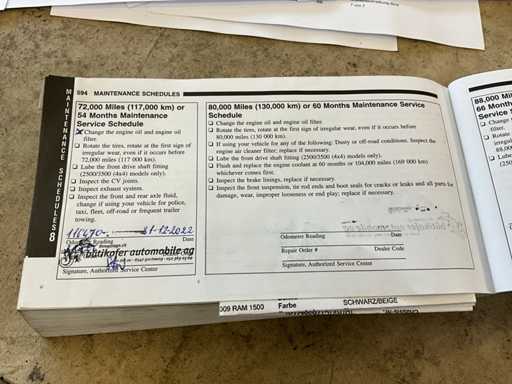 594 MAINTENANCE SCHEDULES
MAINTENANCE SCHEDULES 8
72,000 Miles (117,000 km) or
54 Months Maintenance
Service Schedule
Change the engine oil and engine oil
filter.
❑ Rotate the tires, rotate at the first sign of
irregular wear, even if it occurs before
72,000 miles (117 000 km).
❑ Lube the front drive shaft fitting
(2500/3500 (4x4) models only).
❑ Inspect the CV joints.
❑ Inspect exhaust system.
❑ Inspect the front and rear axle fluid,
change if using your vehicle for police,
taxi, fleet, off-road or frequent trailer
towing.
116470.- 31-12-2022
Odometer Reading Date
bütikofer automobile ag
Signature, Authorized Service Center
80,000 Miles (130,000 km) or 60 Months Maintenance Service
Schedule
❑ Change the engine oil and engine oil filter.
❑ Rotate the tires, rotate at the first sign of irregular wear, even if it occurs before
80,000 miles (130 000 km).
❑ If using your vehicle for any of the following: Dusty or off-road conditions. Inspect the
engine air cleaner filter; replace if necessary.
❑ Lube the front drive shaft fitting (2500/3500 4x4) models only).
❑ Flush and replace the engine coolant at 60 months or 104,000 miles (169 000 km)
whichever comes first.
❑ Inspect the brake linings, replace if necessary.
❑ Inspect the front suspension, tie rod ends and boot seals for cracks or leaks and all parts for
damage, wear, improper looseness or end play; replace if necessary.
Odometer Reading Date
Repair Order # Dealer Code
Signature, Authorized Service Center
88,000 Mi
66 Month
Service S
❑ Change
❑ Rotate
irregular
88,000
❑ Lube
(2500
❑ Inspe
❑ Ins
009 RAM 1500
Farbe SCHWARZ/BEIGE